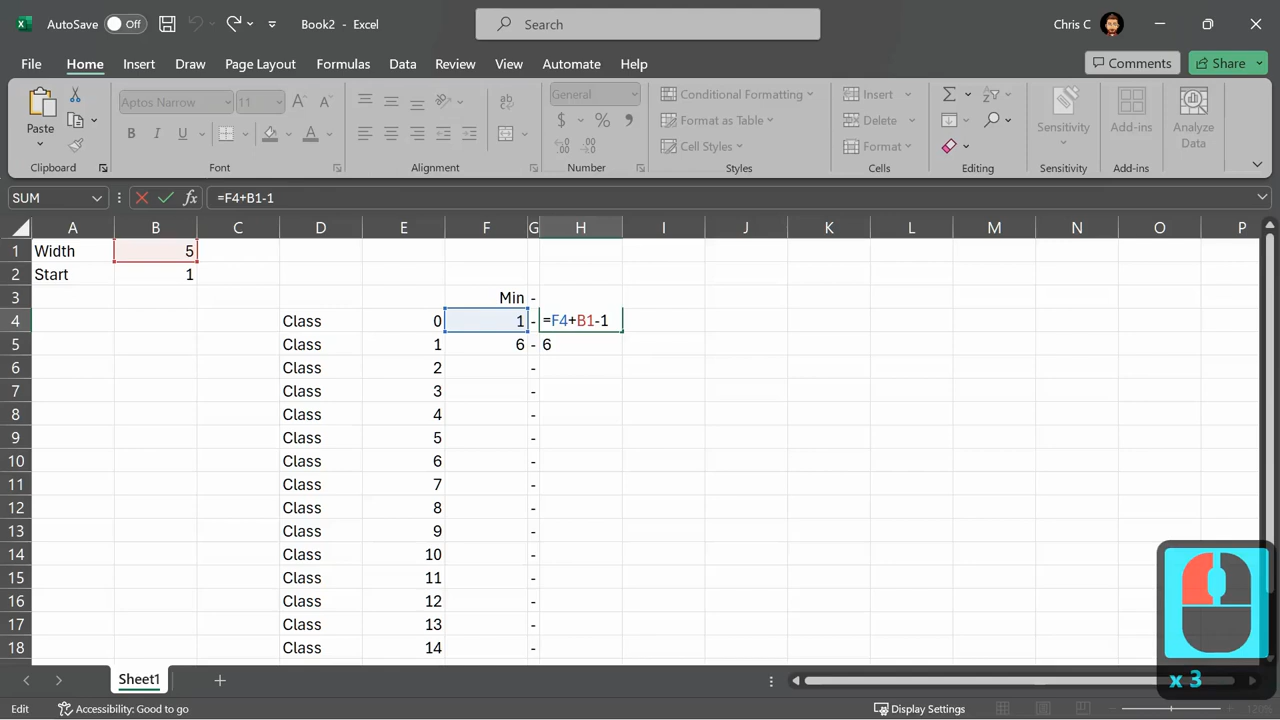 AutoSave Off Book2 - Excel Search Chris C
File Home Insert Draw Page Layout Formulas Data Review View Automate Help Comments Share
Paste
Aptos Narrow 11
B I U
ab
General
$ % ,
Conditional Formatting
Format as Table
Cell Styles
Insert
Delete
Format
Sensitivity
Add-ins
Analyze Data
Clipboard Font Alignment Number Styles Cells Editing Sensitivity Add-ins
SUM fx =F4+B1-1
A B C D E F G H I J K L M N O P
1 Width 5
2 Start 1
3 Min -
4 Class 0 1 - =F4+B1-1
5 Class 1 6 - 6
6 Class 2 -
7 Class 3 -
8 Class 4 -
9 Class 5 -
10 Class 6 -
11 Class 7 -
12 Class 8 -
13 Class 9 -
14 Class 10 -
15 Class 11 -
16 Class 12 -
17 Class 13 -
18 Class 14 -
x 3
Sheet1
Edit Accessibility: Good to go Display Settings 120%